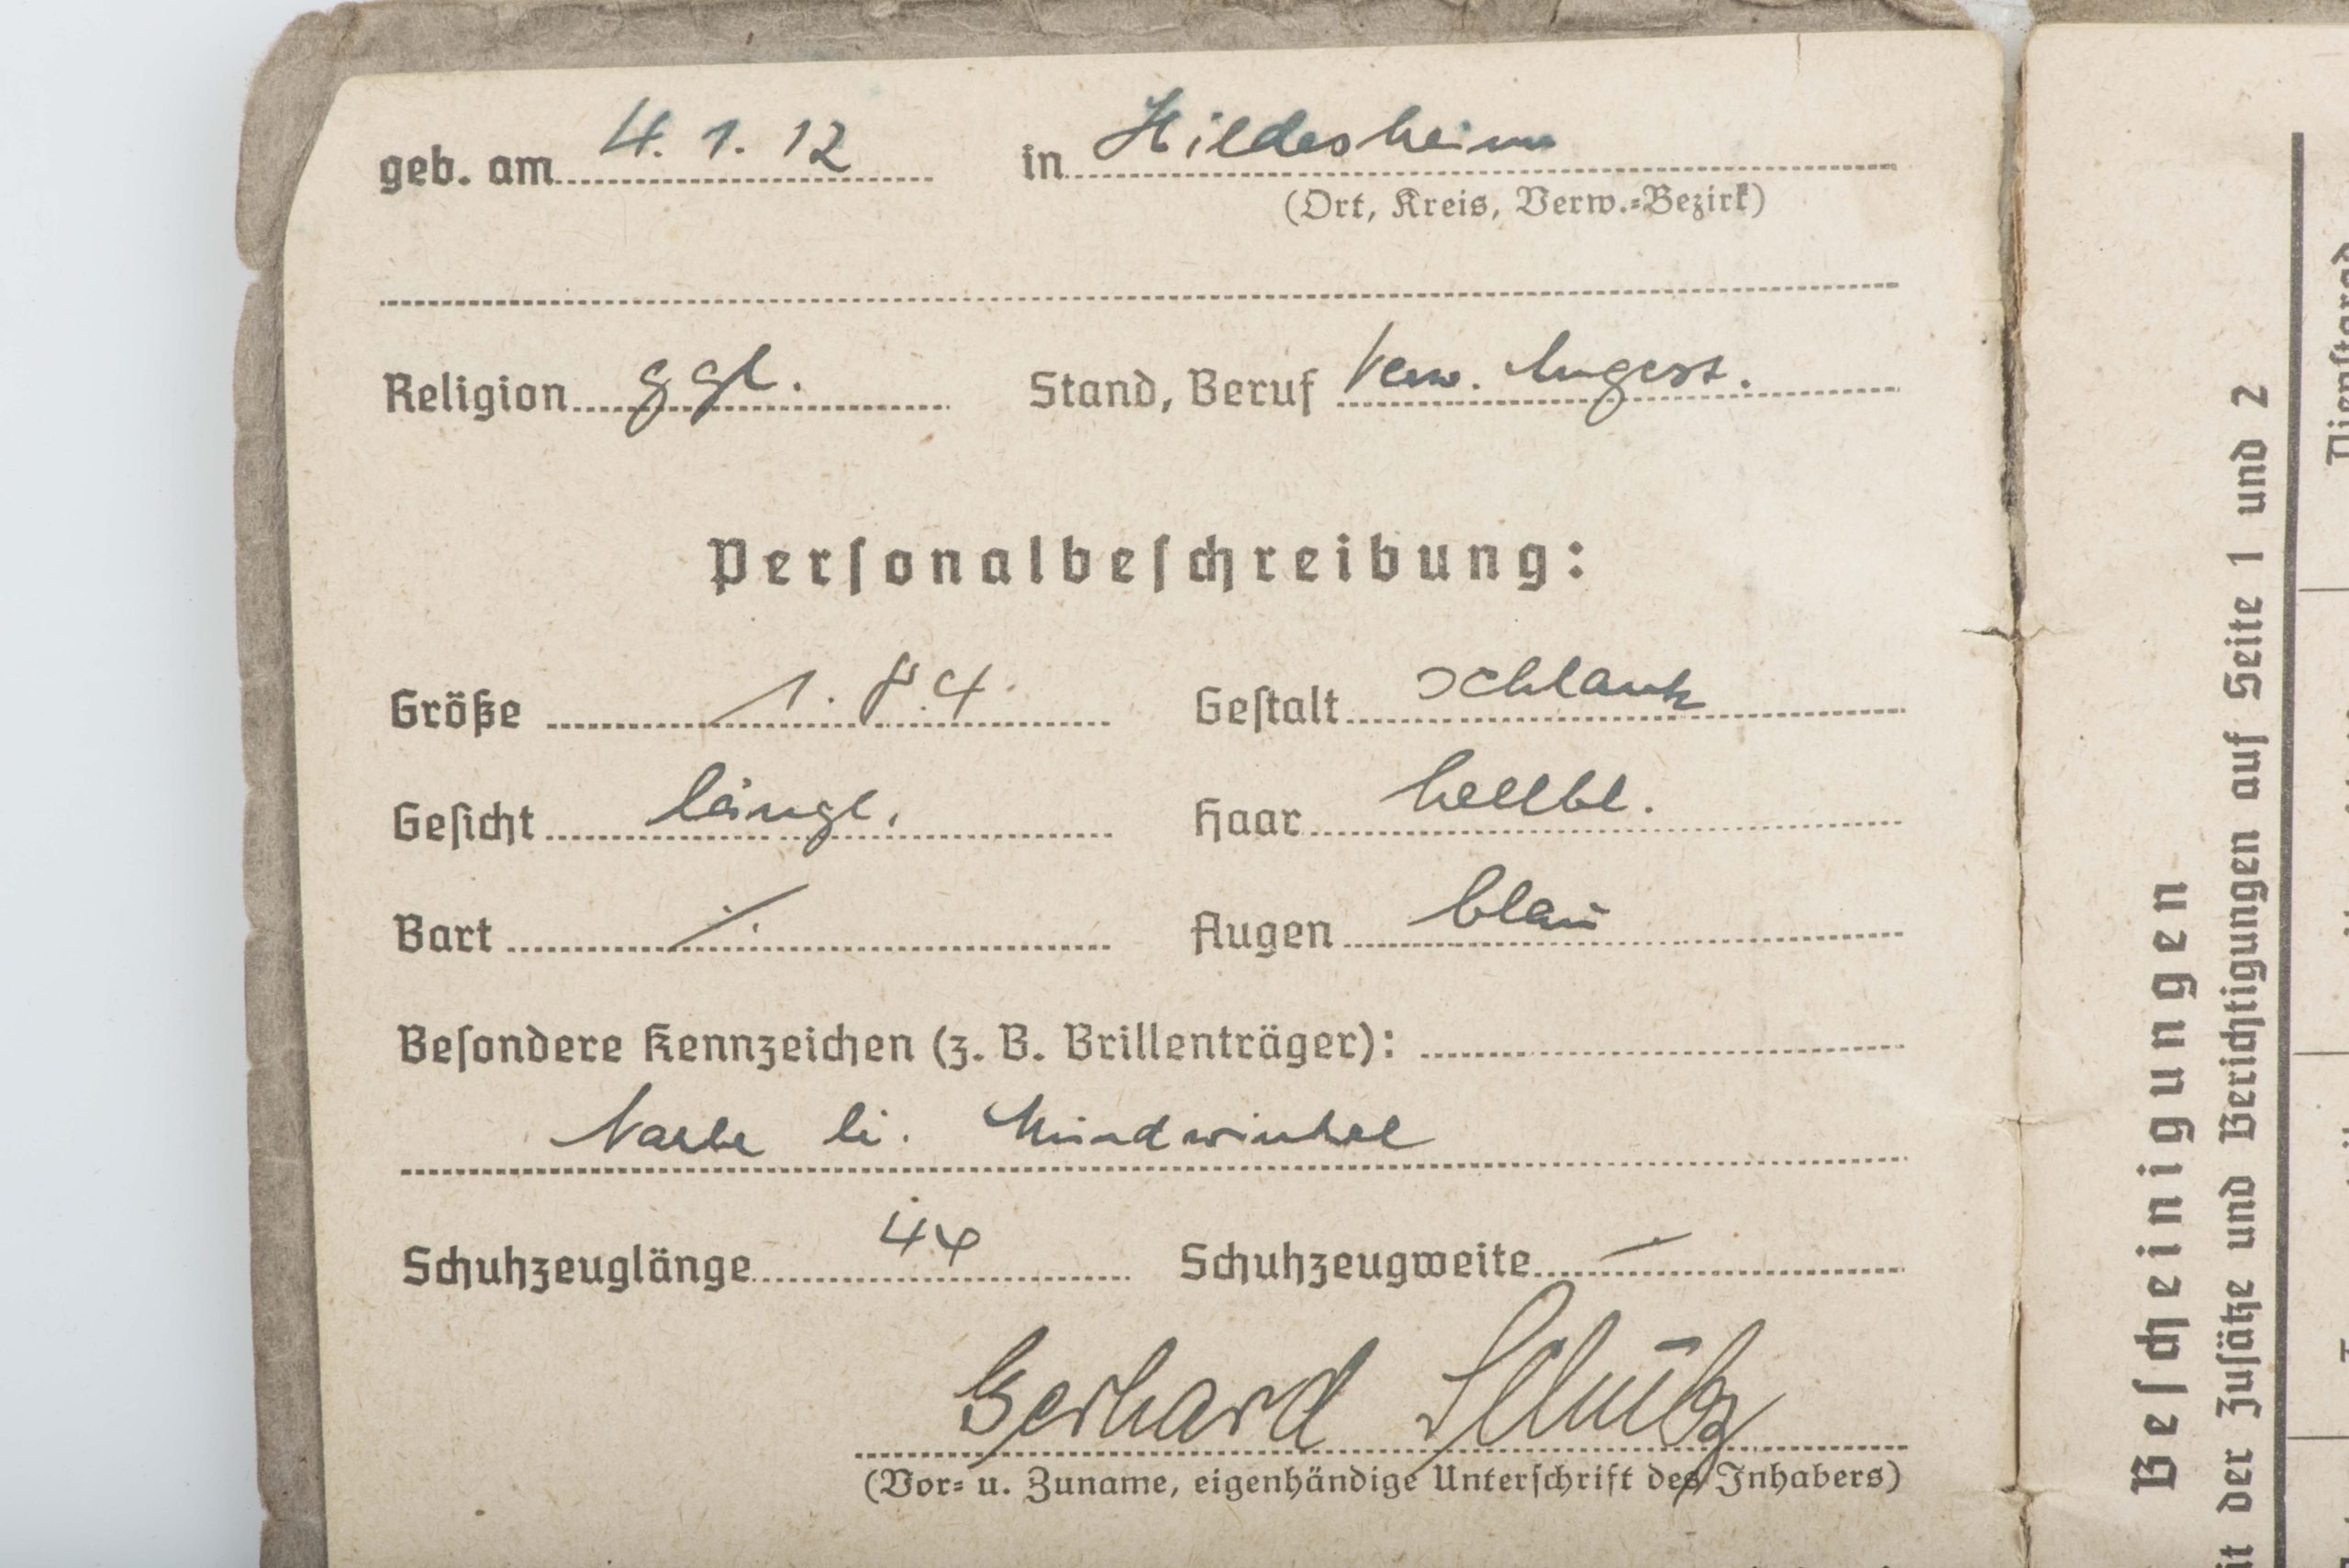 geb. am 4. 1. 12 in Hildesheim
(Ort, Kreis, Verw.-Bezirk)
Religion ggl. Stand, Beruf Verw. Angest.
Personalbeschreibung:
Größe 1.84 Gestalt schlank
Gesicht längl. Haar hellbl.
Bart ·/. Augen blau
Besondere Kennzeichen (z. B. Brillenträger):
Narbe li. Mundwinkel
Schuhzeuglänge 44 Schuhzeugweite –
Gerhard Schütz
(Vor- u. Zuname, eigenhändige Unterschrift des Inhabers)
Bescheinigungen
der Zusätze und Berichtigungen auf Seite 1 und 2